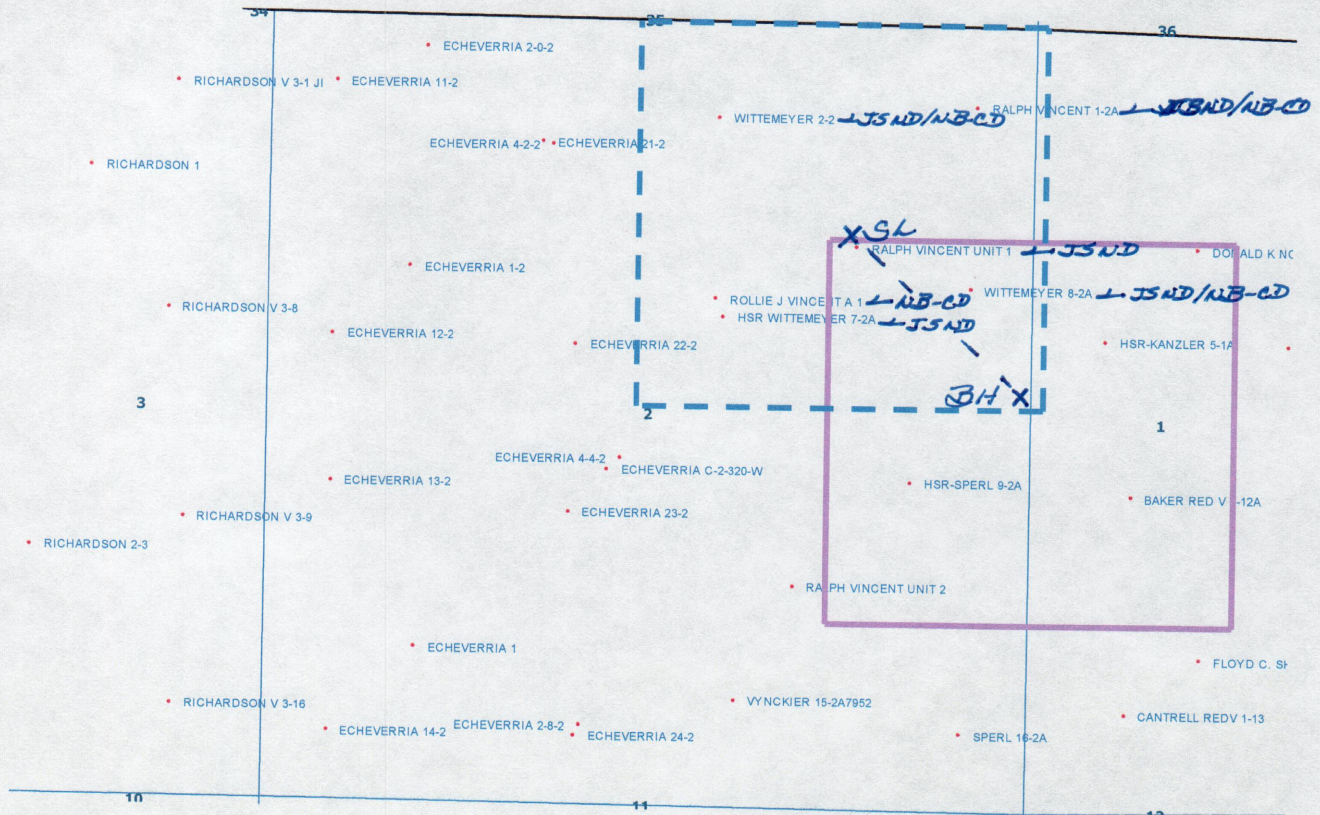 34
35
36
ECHEVERRIA 2-0-2
RICHARDSON V 3-1 JI
ECHEVERRIA 11-2
WITTEMEYER 2-2 JSND/NB-CD
RALPH VINCENT 1-2A JSND/NB-CD
ECHEVERRIA 4-2-2
ECHEVERRIA 21-2
RICHARDSON 1
X SL
RALPH VINCENT UNIT 1 JSND
DONALD K NC
ECHEVERRIA 1-2
ROLLIE J VINCENT A 1 NB-CD
WITTEMEYER 8-2A JSND/NB-CD
RICHARDSON V 3-8
HSR WITTEMEYER 7-2A JSND
ECHEVERRIA 12-2
ECHEVERRIA 22-2
HSR-KANZLER 5-1A
BH X
3
2
1
ECHEVERRIA 4-4-2
ECHEVERRIA C-2-320-W
ECHEVERRIA 13-2
HSR-SPERL 9-2A
BAKER RED V -12A
RICHARDSON V 3-9
ECHEVERRIA 23-2
RICHARDSON 2-3
RALPH VINCENT UNIT 2
ECHEVERRIA 1
FLOYD C. SH
RICHARDSON V 3-16
VYNCKIER 15-2A7952
CANTRELL REDV 1-13
ECHEVERRIA 14-2
ECHEVERRIA 2-8-2
ECHEVERRIA 24-2
SPERL 16-2A
10
11
12